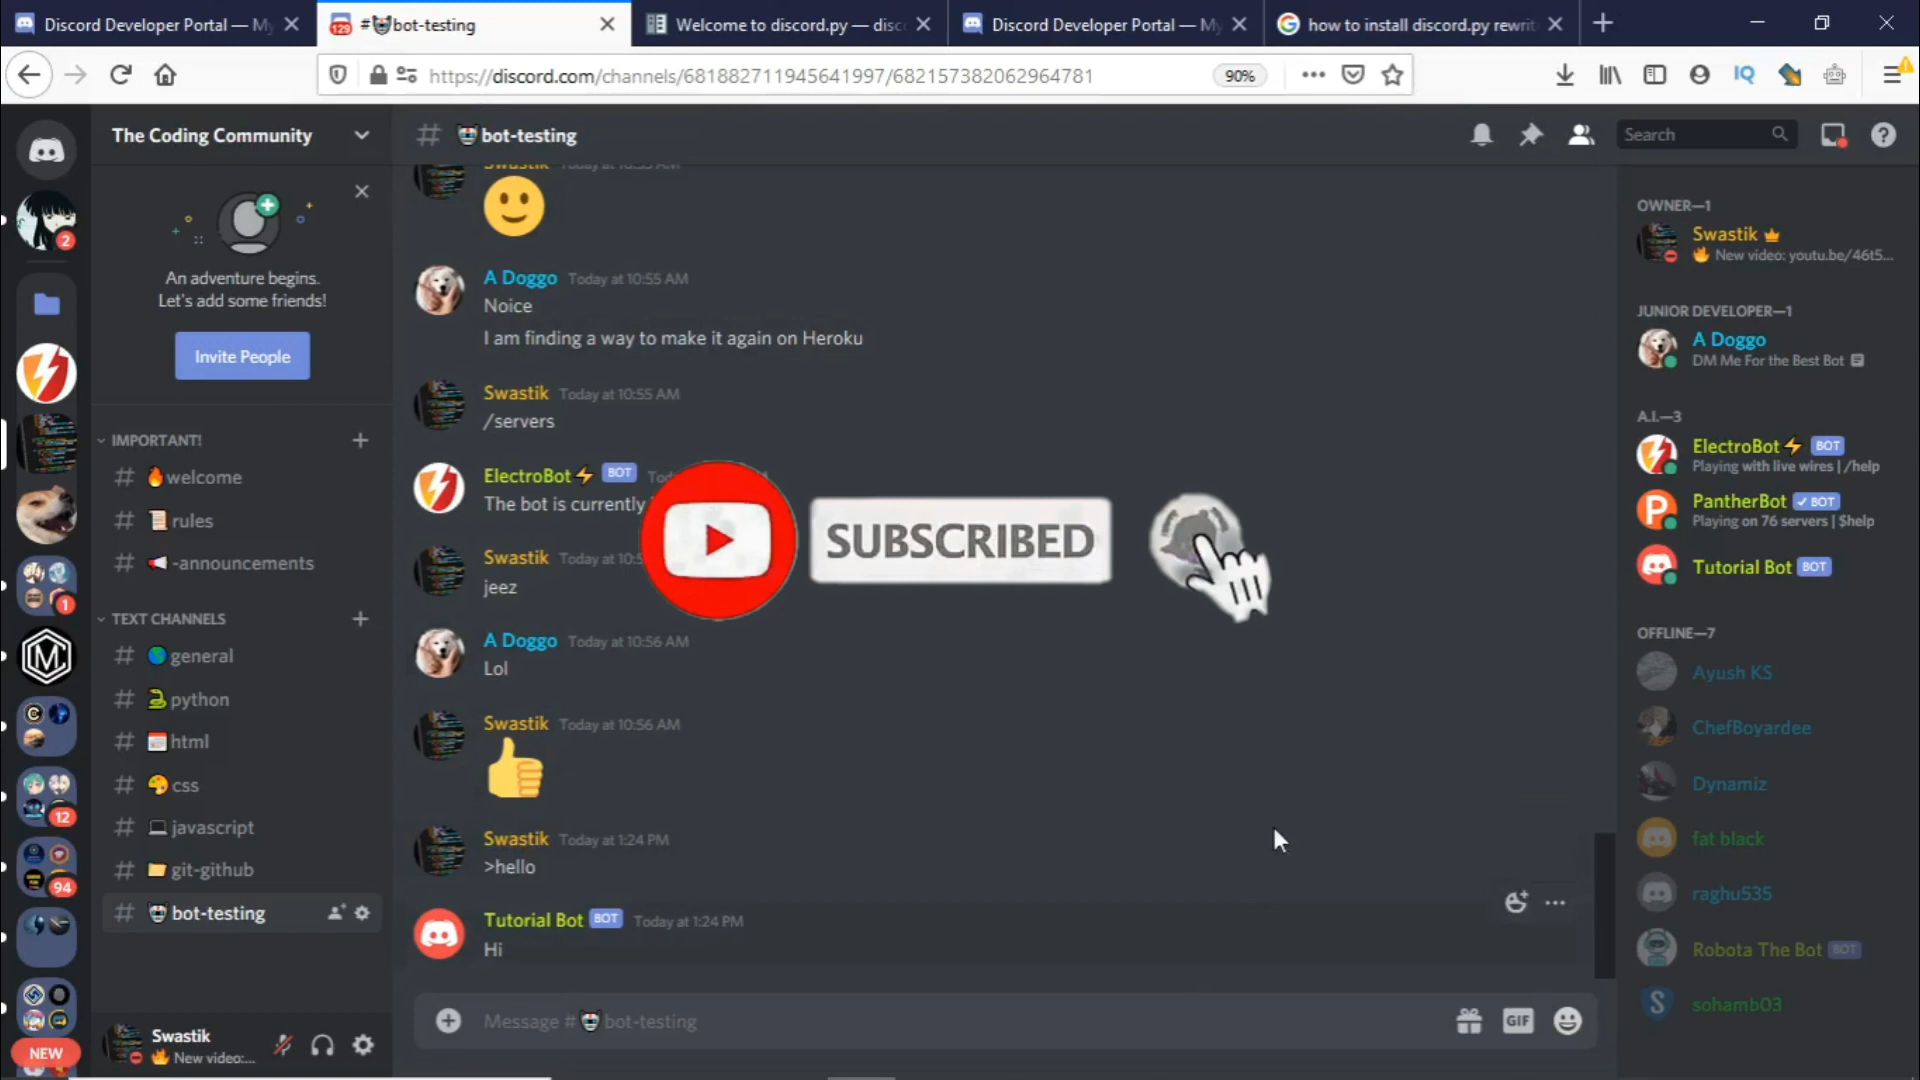 Discord Developer Portal — My
#bot-testing
Welcome to discord.py — disc
Discord Developer Portal — My
how to install discord.py rewrit
https://discord.com/channels/681882711945641997/682157382062964781
90%
IQ
The Coding Community
bot-testing
Search
An adventure begins.
Let's add some friends!
Invite People
IMPORTANT!
welcome
rules
-announcements
TEXT CHANNELS
general
python
html
css
javascript
git-github
bot-testing
Swastik
New video:...
129
2
1
12
94
NEW
A Doggo Today at 10:55 AM
Noice
I am finding a way to make it again on Heroku
Swastik Today at 10:55 AM
/servers
ElectroBot⚡ BOT
The bot is currently
Swastik Today at
jeez
A Doggo Today at 10:56 AM
Lol
Swastik Today at 10:56 AM
Swastik Today at 1:24 PM
>hello
Tutorial Bot BOT Today at 1:24 PM
Hi
Message #bot-testing
GIF
SUBSCRIBED
OWNER—1
Swastik
New video: youtu.be/46t5...
JUNIOR DEVELOPER—1
A Doggo
DM Me For the Best Bot
A.I.—3
ElectroBot⚡ BOT
Playing with live wires | /help
PantherBot ✓ BOT
Playing on 76 servers | $help
Tutorial Bot BOT
OFFLINE—7
Ayush KS
ChefBoyardee
Dynamiz
fat black
raghu535
Robota The Bot BOT
sohamb03